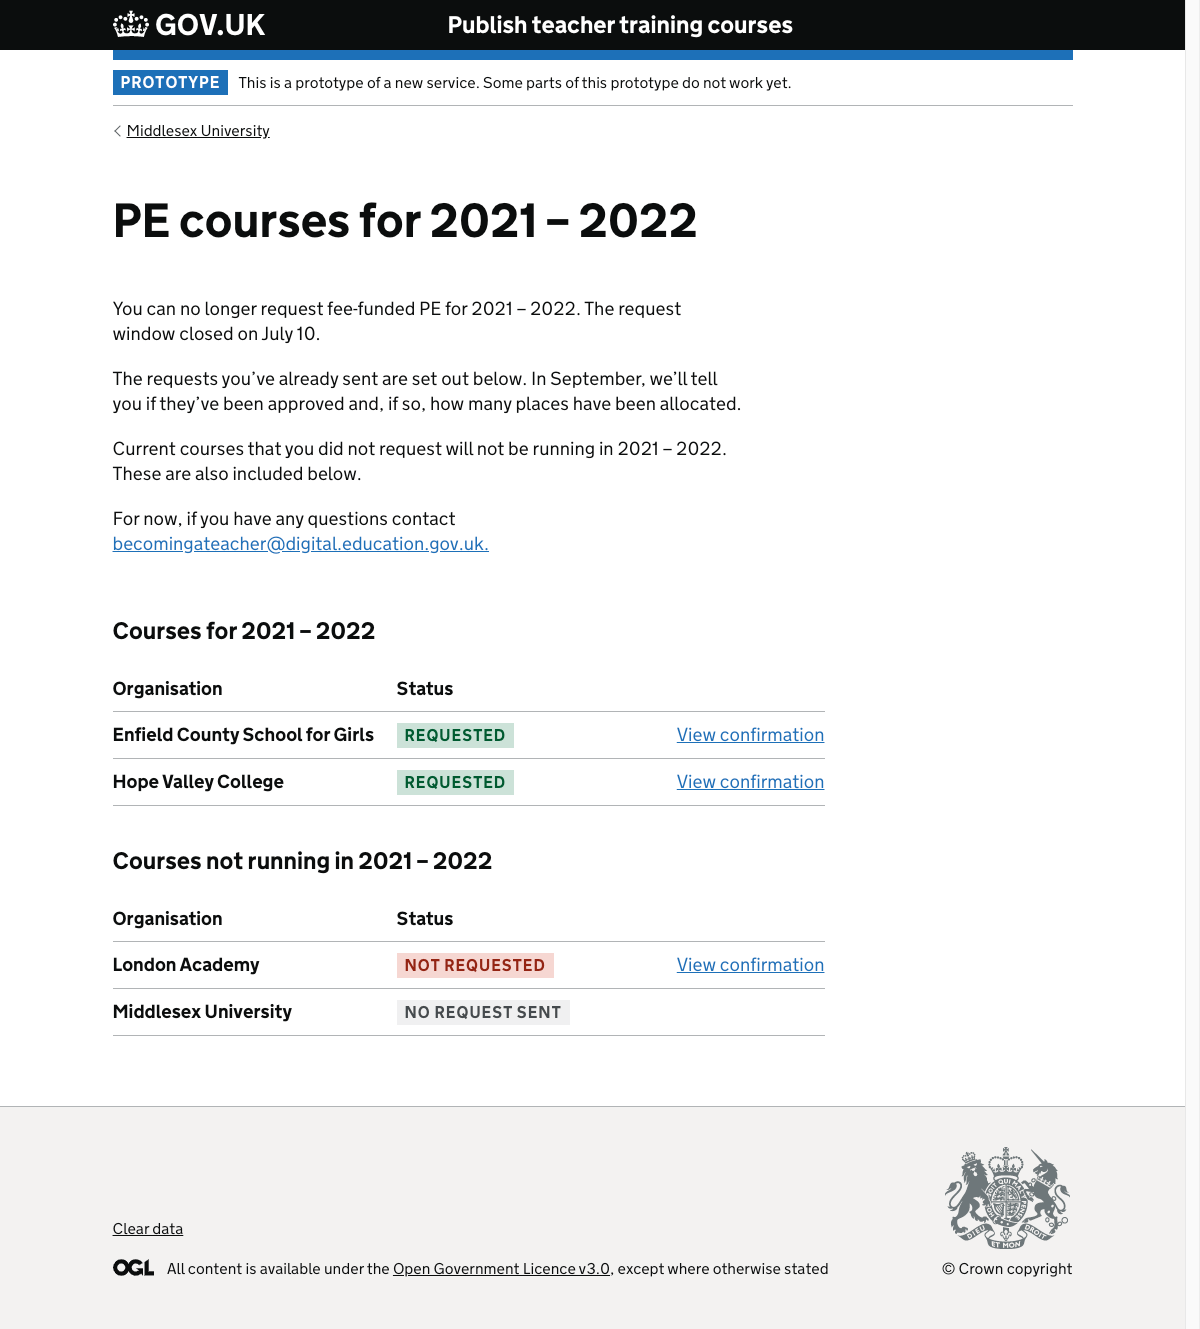 GOV.UK Publish teacher training courses
PROTOTYPE This is a prototype of a new service. Some parts of this prototype do not work yet.
Middlesex University
PE courses for 2021 – 2022
You can no longer request fee-funded PE for 2021 – 2022. The request
window closed on July 10.
The requests you’ve already sent are set out below. In September, we’ll tell
you if they’ve been approved and, if so, how many places have been allocated.
Current courses that you did not request will not be running in 2021 – 2022.
These are also included below.
For now, if you have any questions contact
becomingateacher@digital.education.gov.uk.
Courses for 2021 – 2022
Organisation Status
Enfield County School for Girls REQUESTED View confirmation
Hope Valley College REQUESTED View confirmation
Courses not running in 2021 – 2022
Organisation Status
London Academy NOT REQUESTED View confirmation
Middlesex University NO REQUEST SENT
Clear data
OGL All content is available under the Open Government Licence v3.0, except where otherwise stated
© Crown copyright